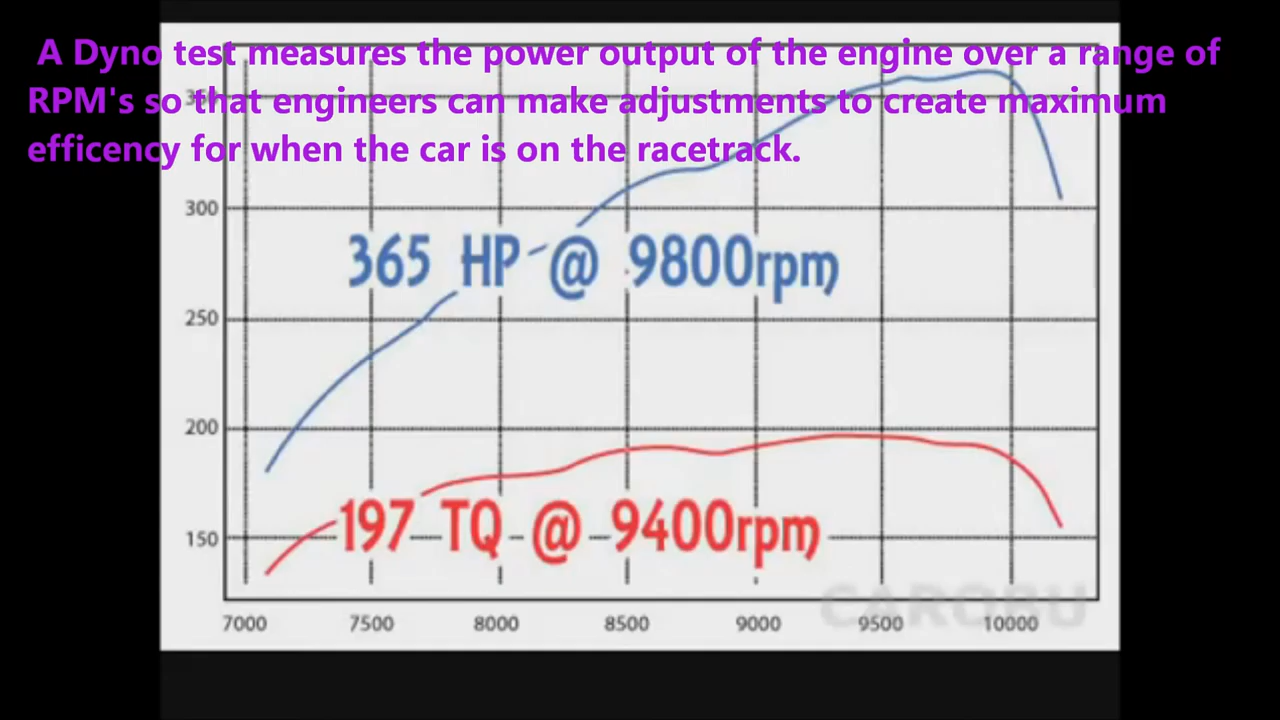 A Dyno test measures the power output of the engine over a range of
RPM's so that engineers can make adjustments to create maximum
efficency for when the car is on the racetrack.
300
365 HP @ 9800rpm
250
200
197 TQ @ 9400rpm
150
CAROBU
7000 7500 8000 8500 9000 9500 10000